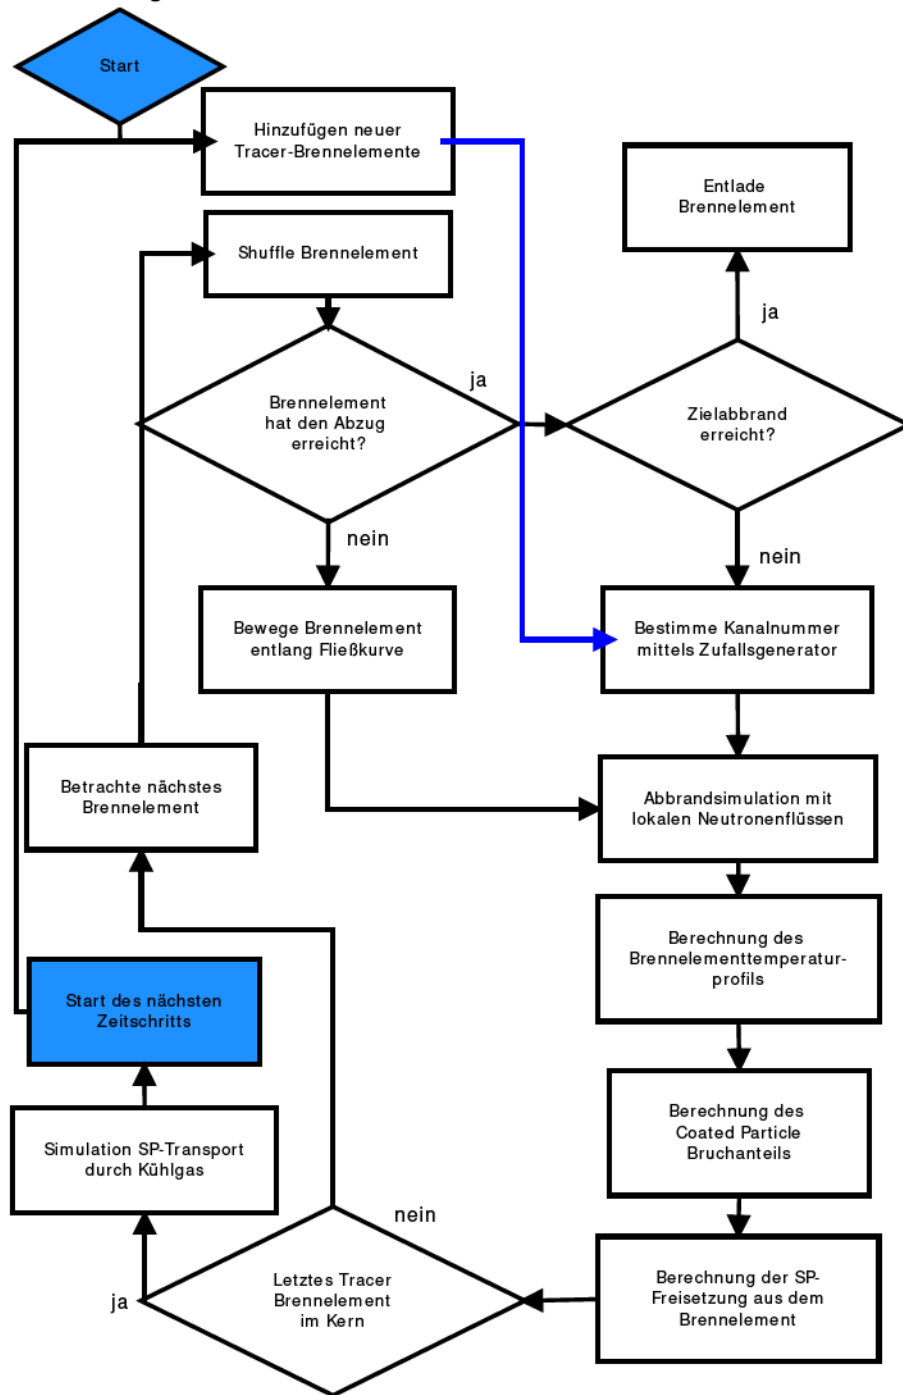 Start
Hinzufügen neuer
Tracer-Brennelemente
Entlade
Brennelement
Shuffle Brennelement
ja
ja
Brennelement
hat den Abzug
erreicht?
Zielabbrand
erreicht?
nein
nein
Bewege Brennelement
entlang Fließkurve
Bestimme Kanalnummer
mittels Zufallsgenerator
Betrachte nächstes
Brennelement
Abbrandsimulation mit
lokalen Neutronenflüssen
Berechnung des
Brennelementtemperatur-
profils
Start des nächsten
Zeitschritts
Berechnung des
Coated Particle
Bruchanteils
Simulation SP-Transport
durch Kühlgas
nein
ja
Letztes Tracer
Brennelement
im Kern
Berechnung der SP-
Freisetzung aus dem
Brennelement